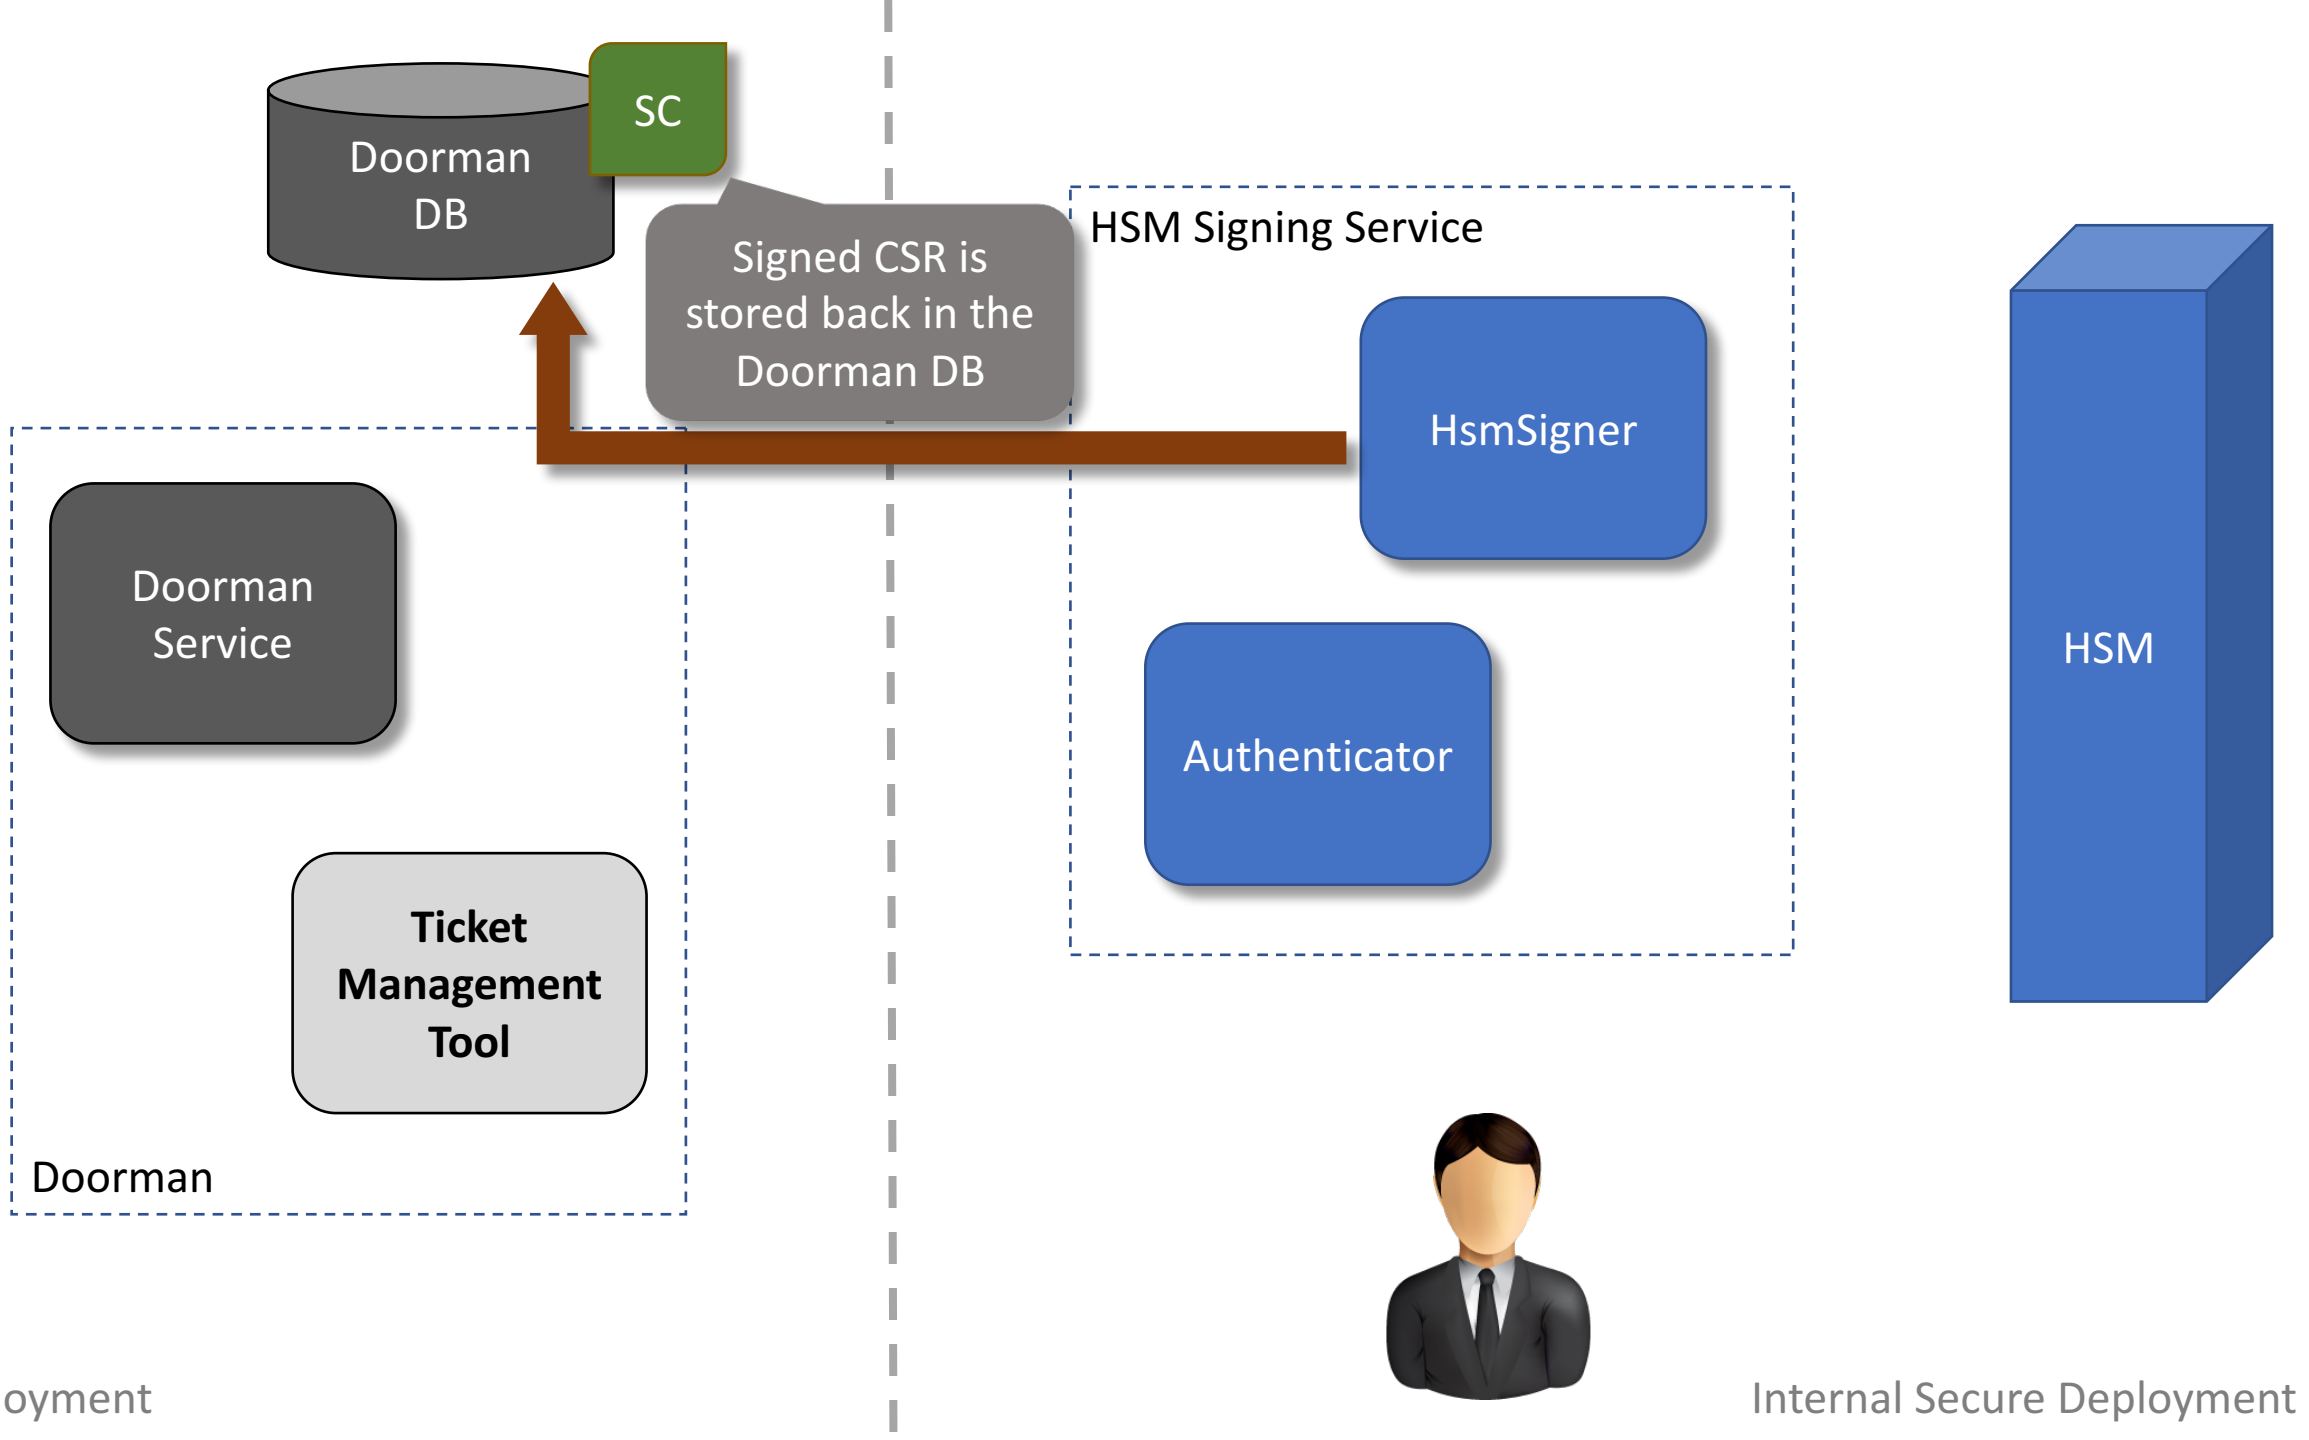 SC
Doorman
DB
Signed CSR is
stored back in the
Doorman DB
HSM Signing Service
HsmSigner
Doorman
Service
Authenticator
HSM
Ticket
Management
Tool
Doorman
oyment
Internal Secure Deployment